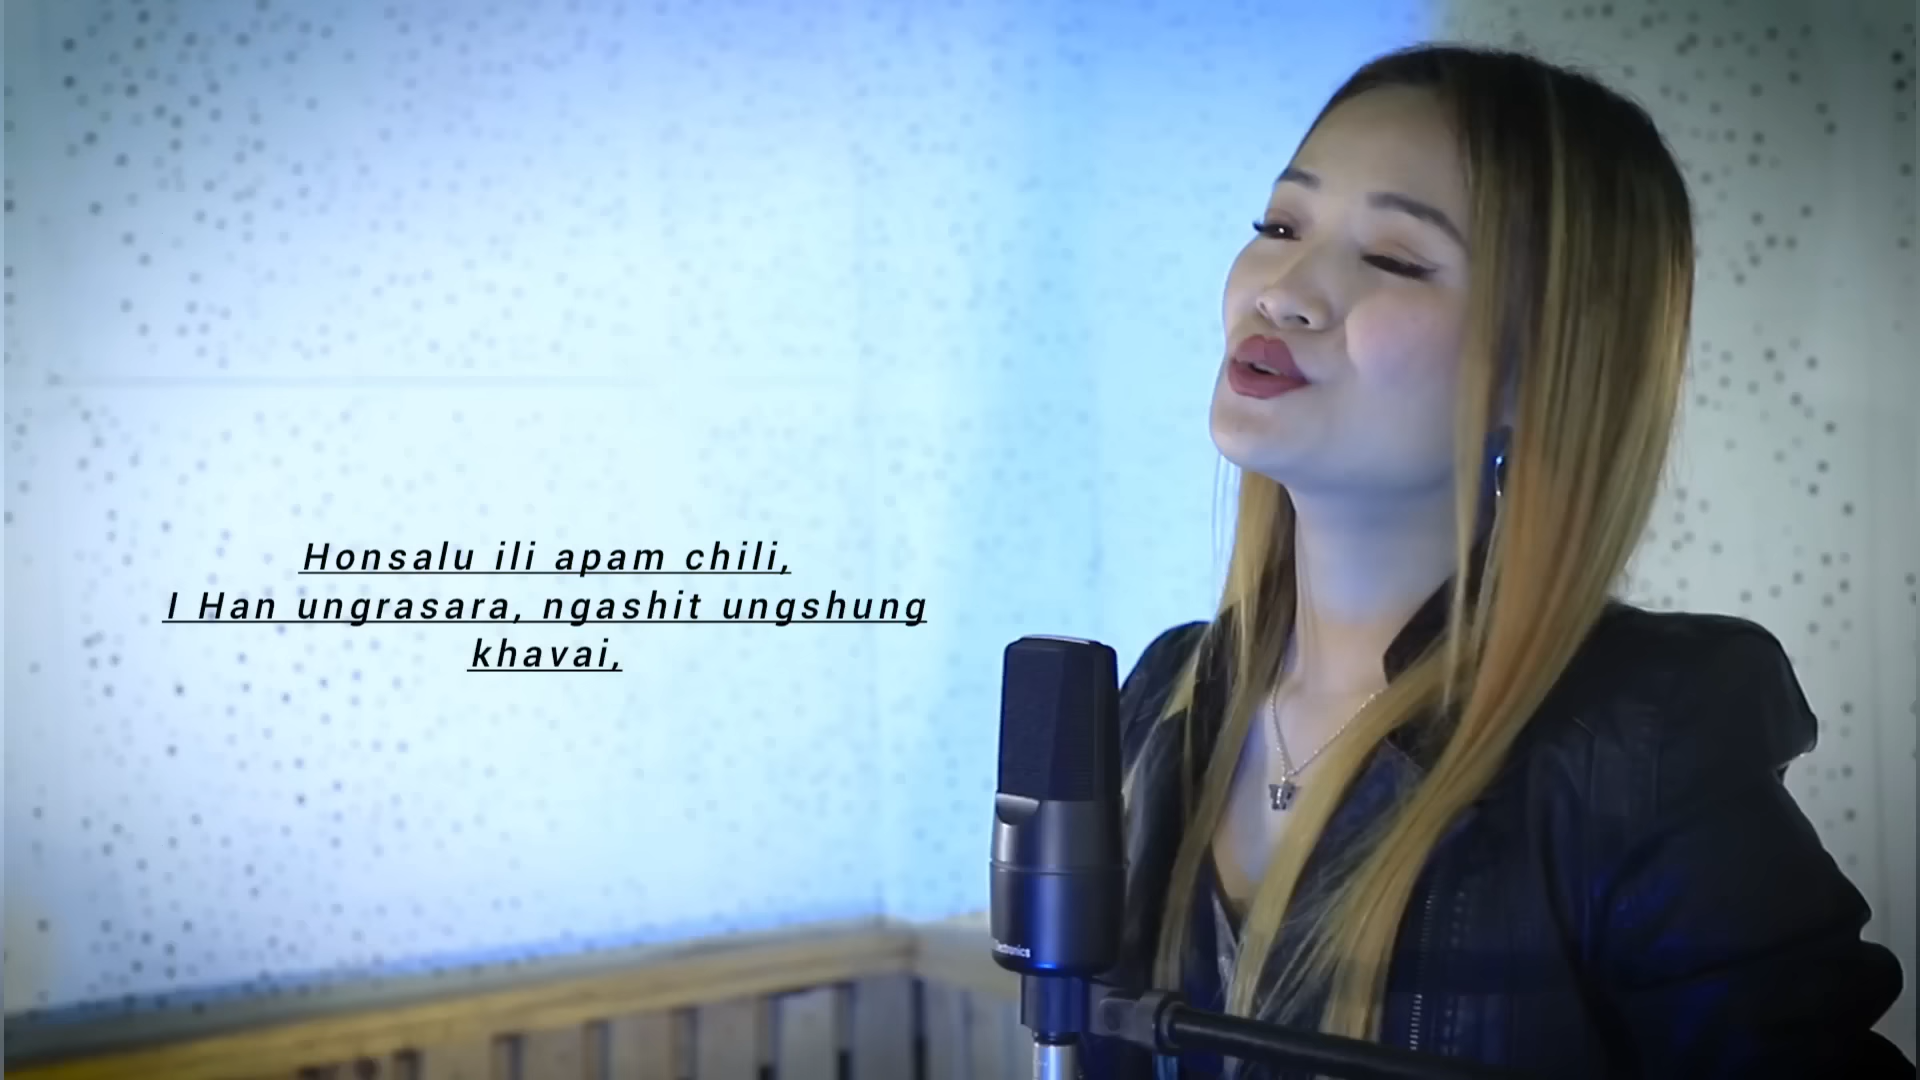 Honsalu ili apam chili,
I Han ungrasara, ngashit ungshung
khavai,